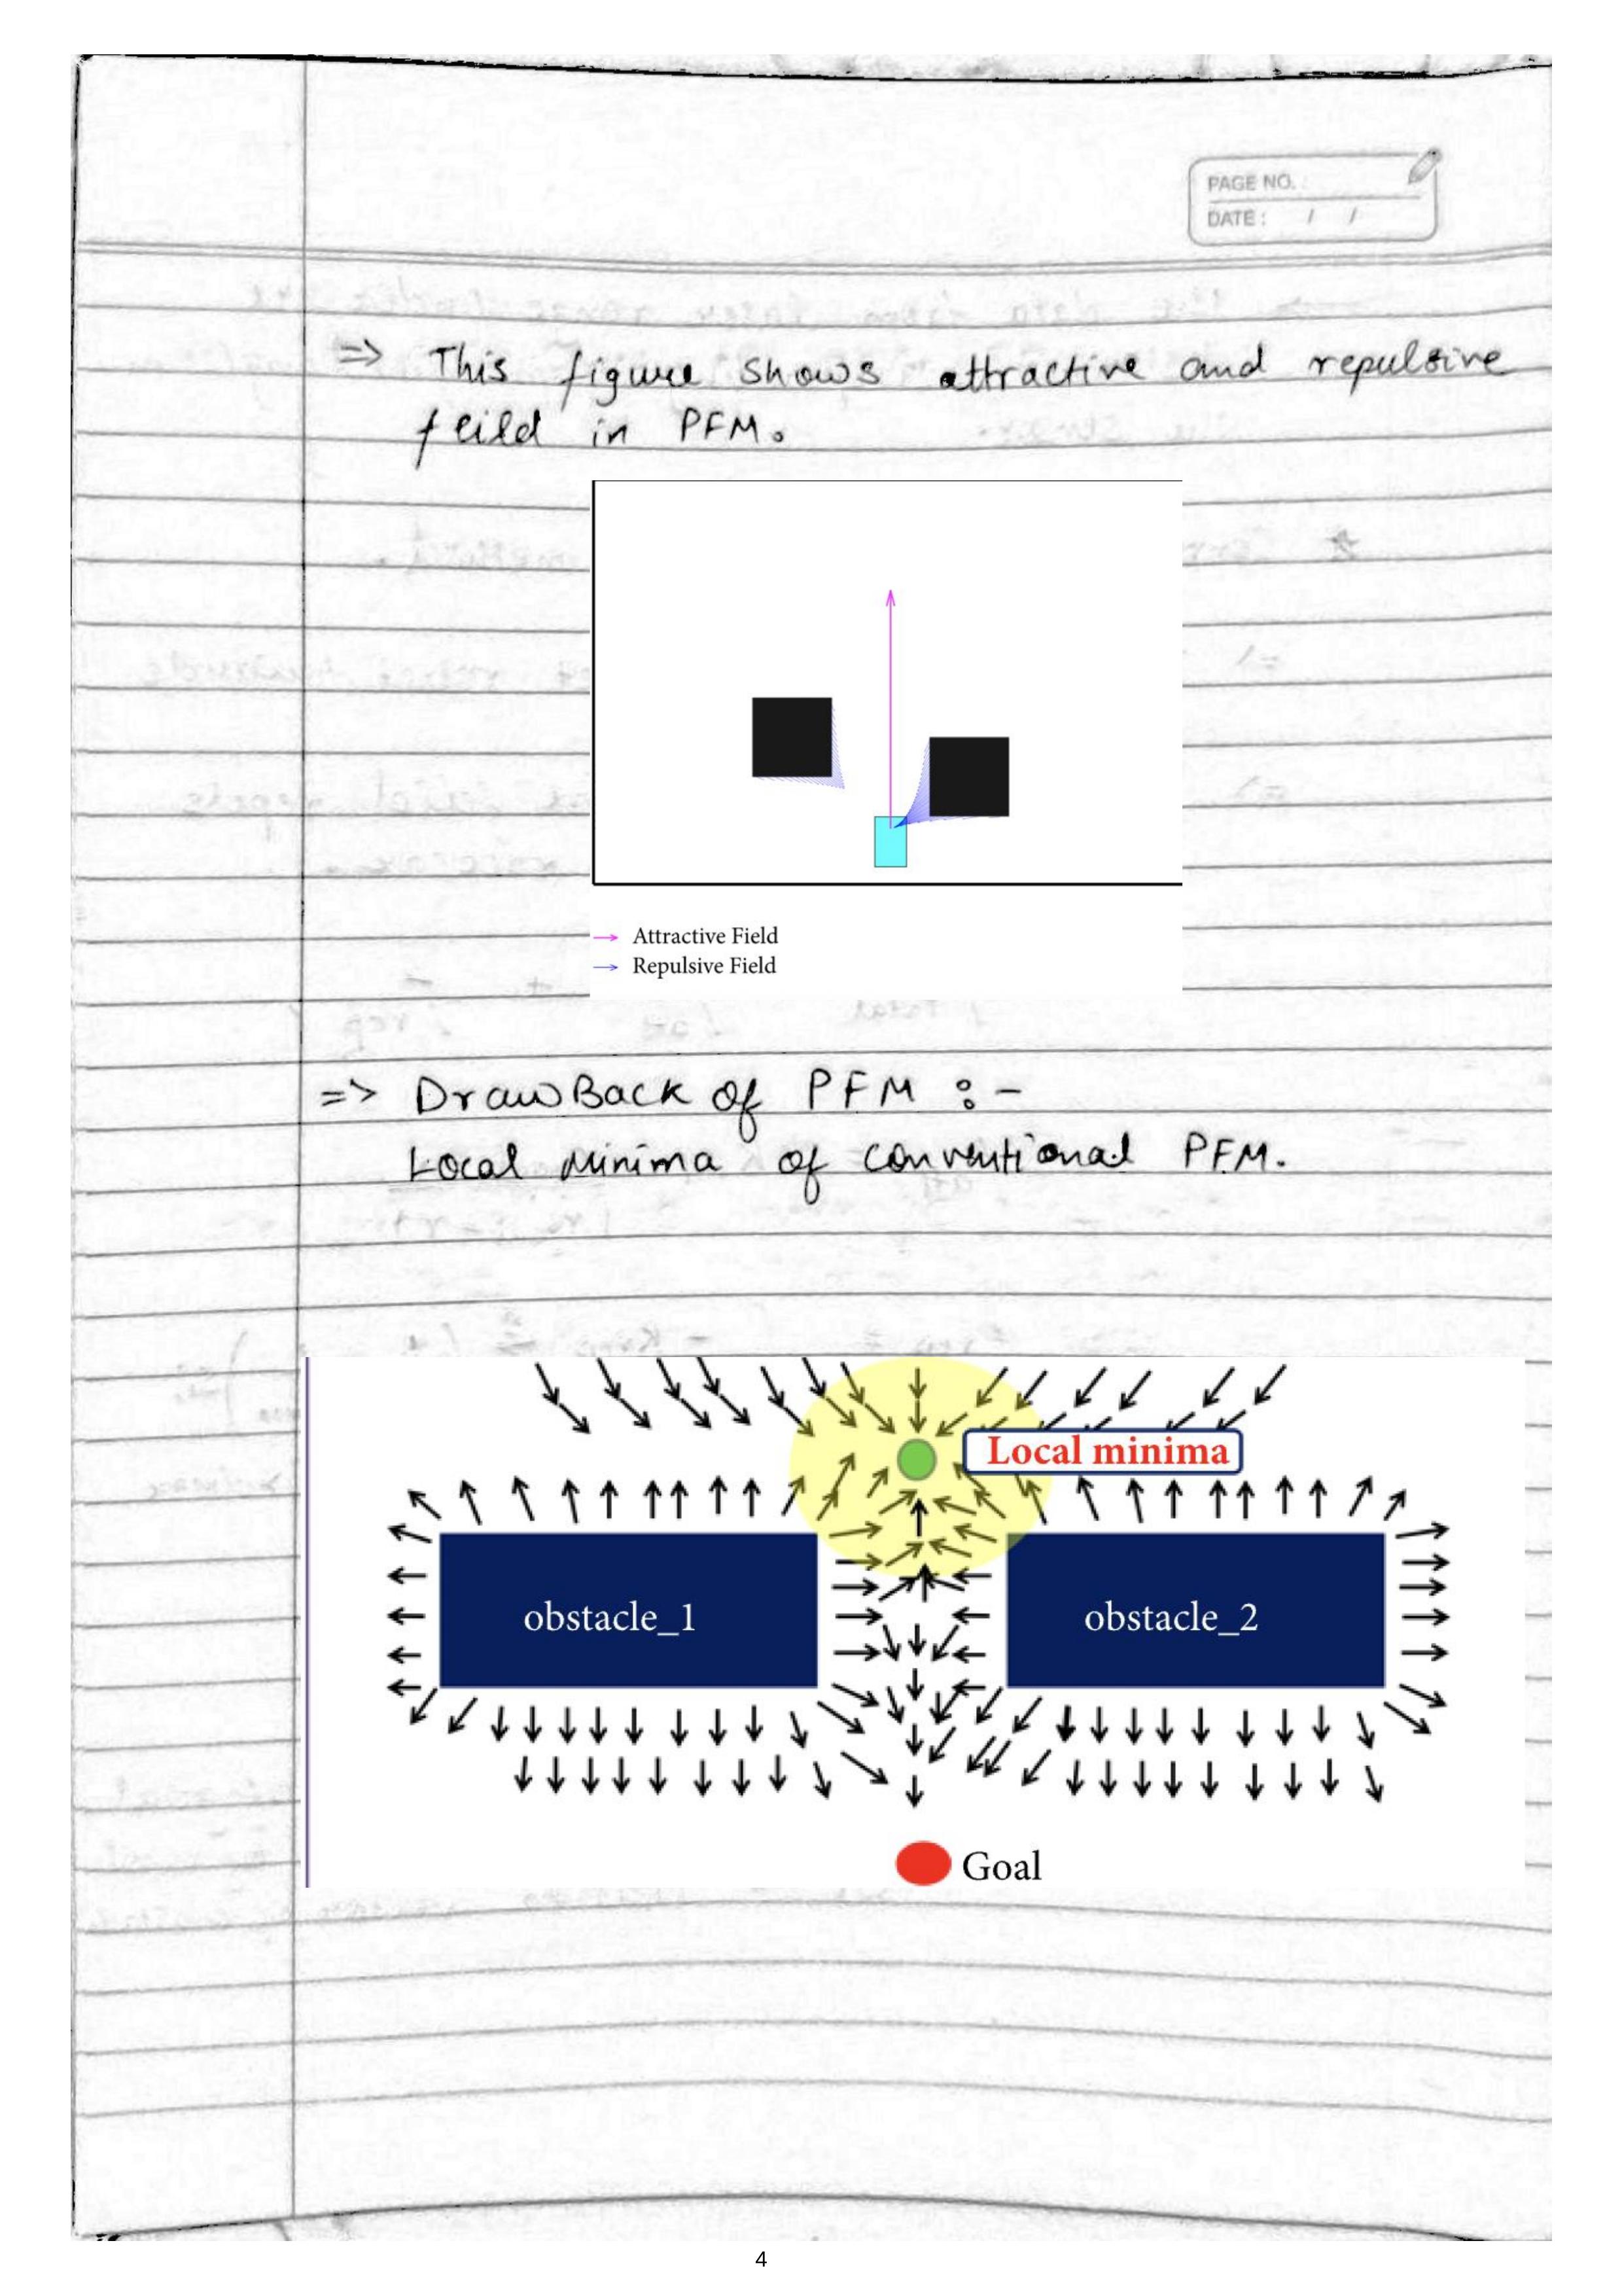 PAGE NO.
DATE : / /
=> This figure shows attractive and repulsive
feild in PFM.
Attractive Field
Repulsive Field
=> DrawBack of PFM :-
Local Minima of conventional PFM.
Local minima
obstacle_1
obstacle_2
Goal
4